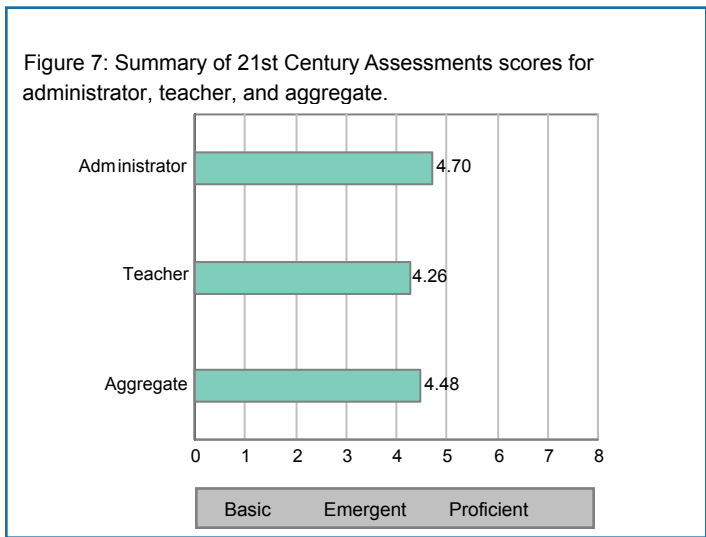 Figure 7: Summary of 21st Century Assessments scores for
administrator, teacher, and aggregate.
Administrator
4.70
Teacher
4.26
Aggregate
4.48
0 1 2 3 4 5 6 7 8
Basic Emergent Proficient